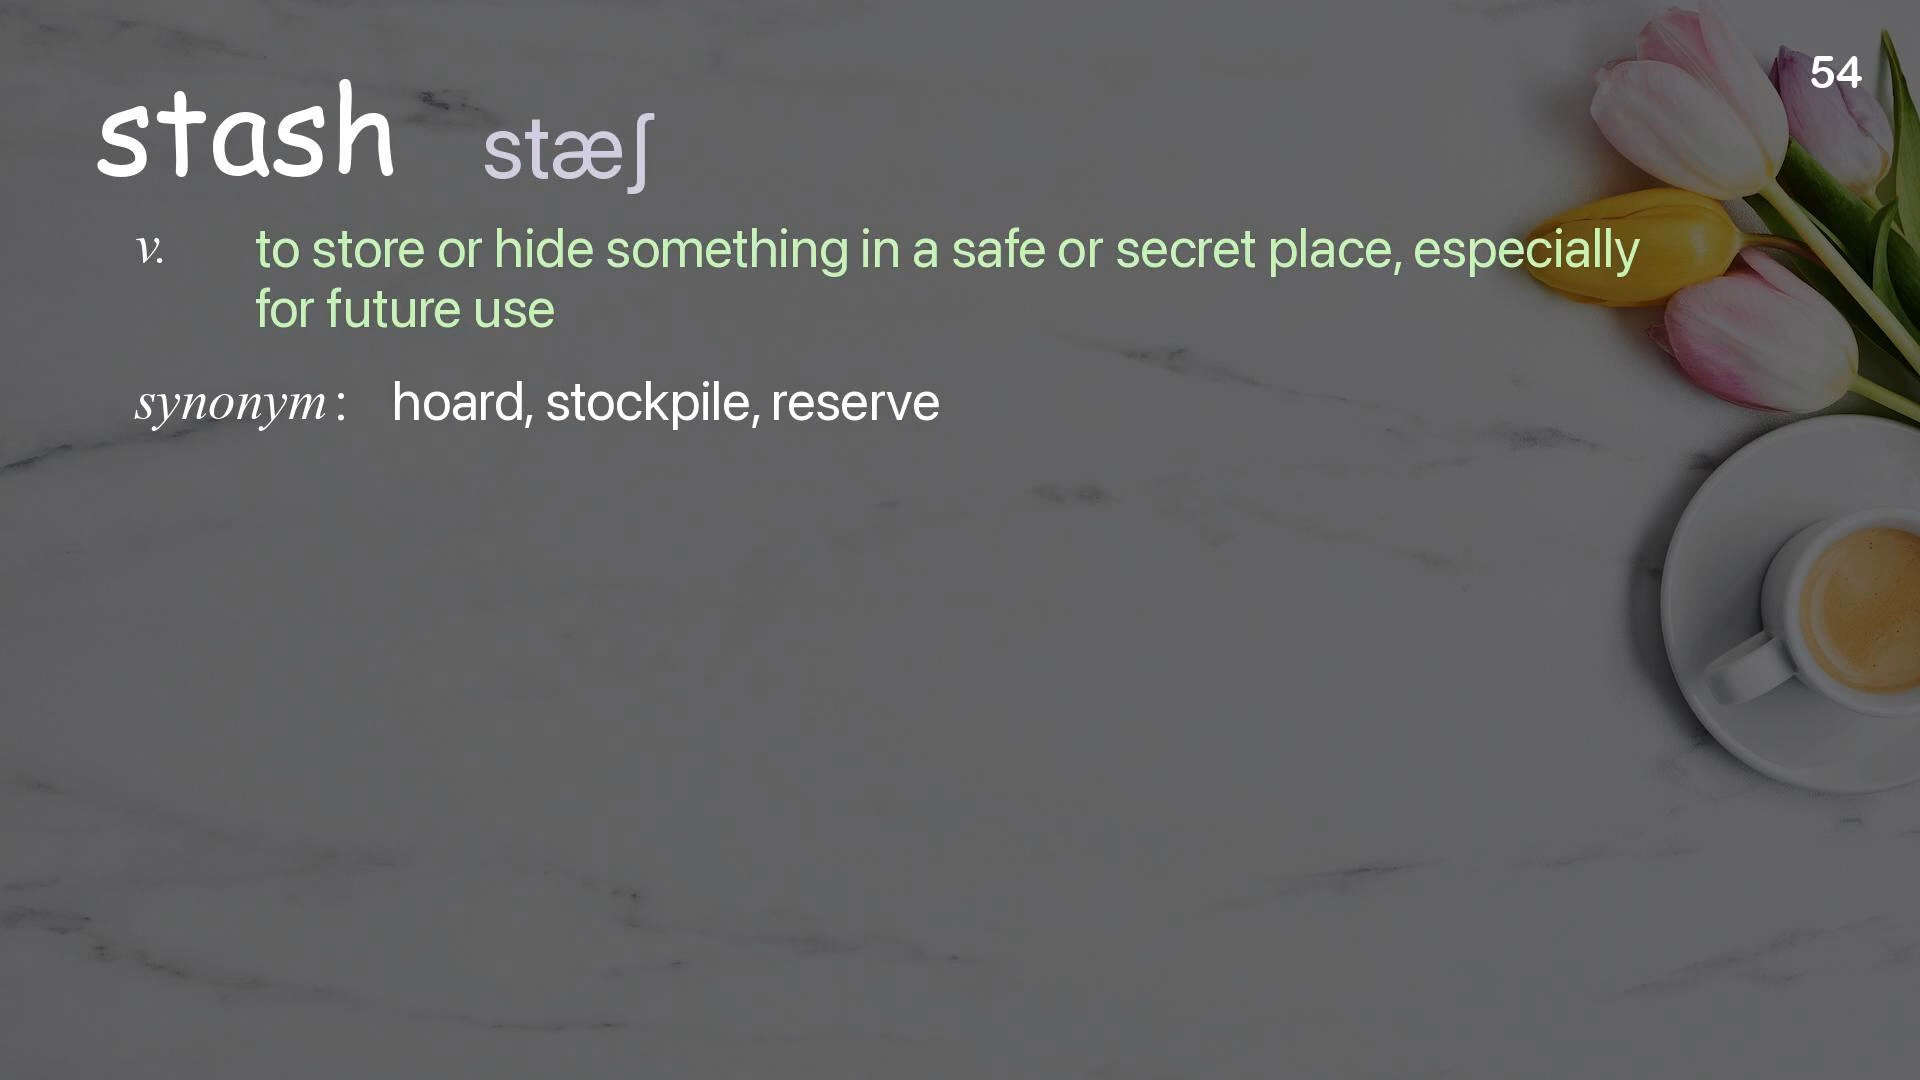 54
stash stæʃ
v. to store or hide something in a safe or secret place, especially
for future use
synonym: hoard, stockpile, reserve